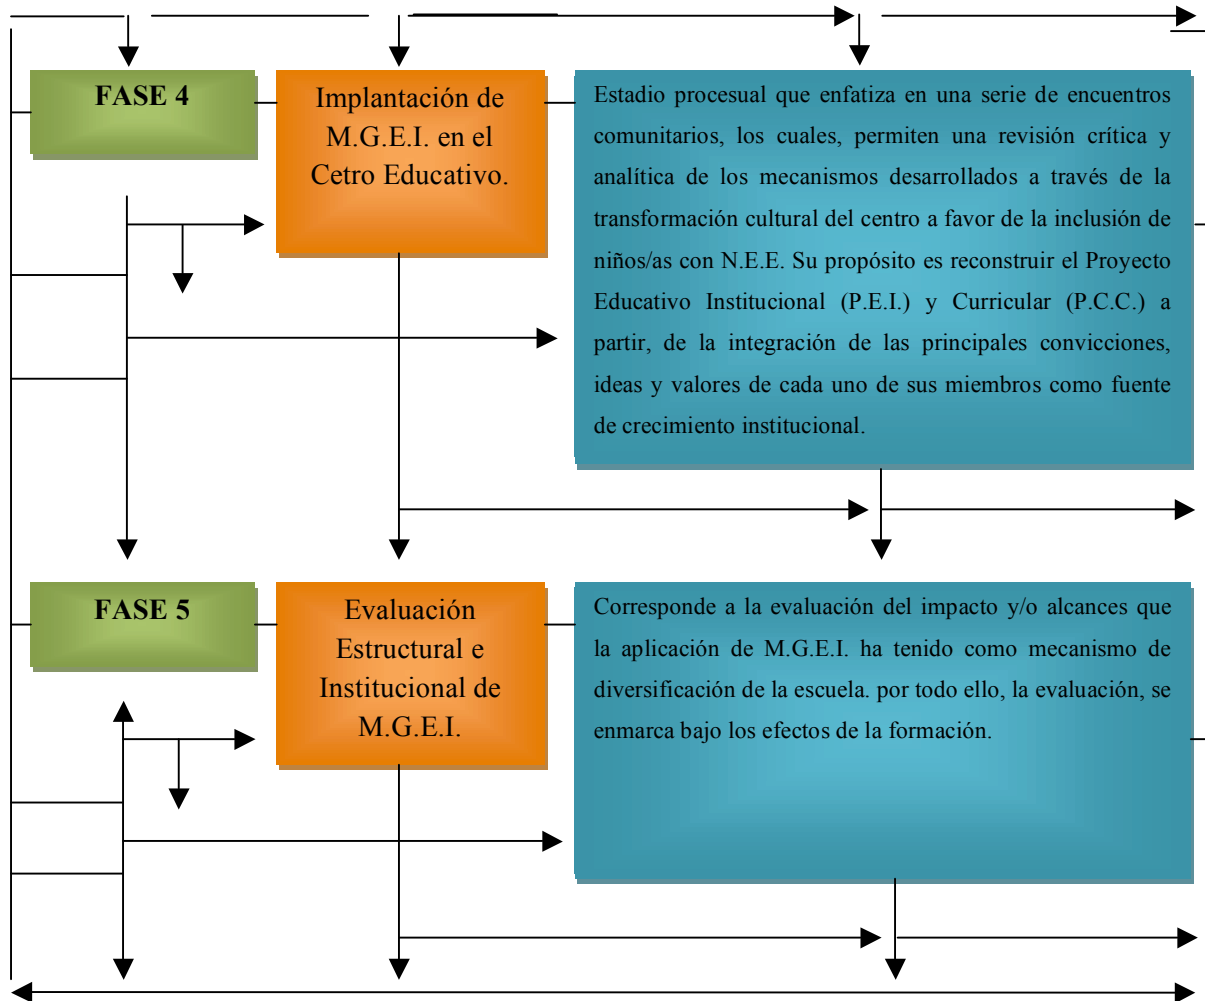 FASE 4
Implantación de
M.G.E.I. en el
Cetro Educativo.
Estadio procesual que enfatiza en una serie de encuentros
comunitarios, los cuales, permiten una revisión crítica y
analítica de los mecanismos desarrollados a través de la
transformación cultural del centro a favor de la inclusión de
niños/as con N.E.E. Su propósito es reconstruir el Proyecto
Educativo Institucional (P.E.I.) y Curricular (P.C.C.) a
partir, de la integración de las principales convicciones,
ideas y valores de cada uno de sus miembros como fuente
de crecimiento institucional.
FASE 5
Evaluación
Estructural e
Institucional de
M.G.E.I.
Corresponde a la evaluación del impacto y/o alcances que
la aplicación de M.G.E.I. ha tenido como mecanismo de
diversificación de la escuela. por todo ello, la evaluación, se
enmarca bajo los efectos de la formación.